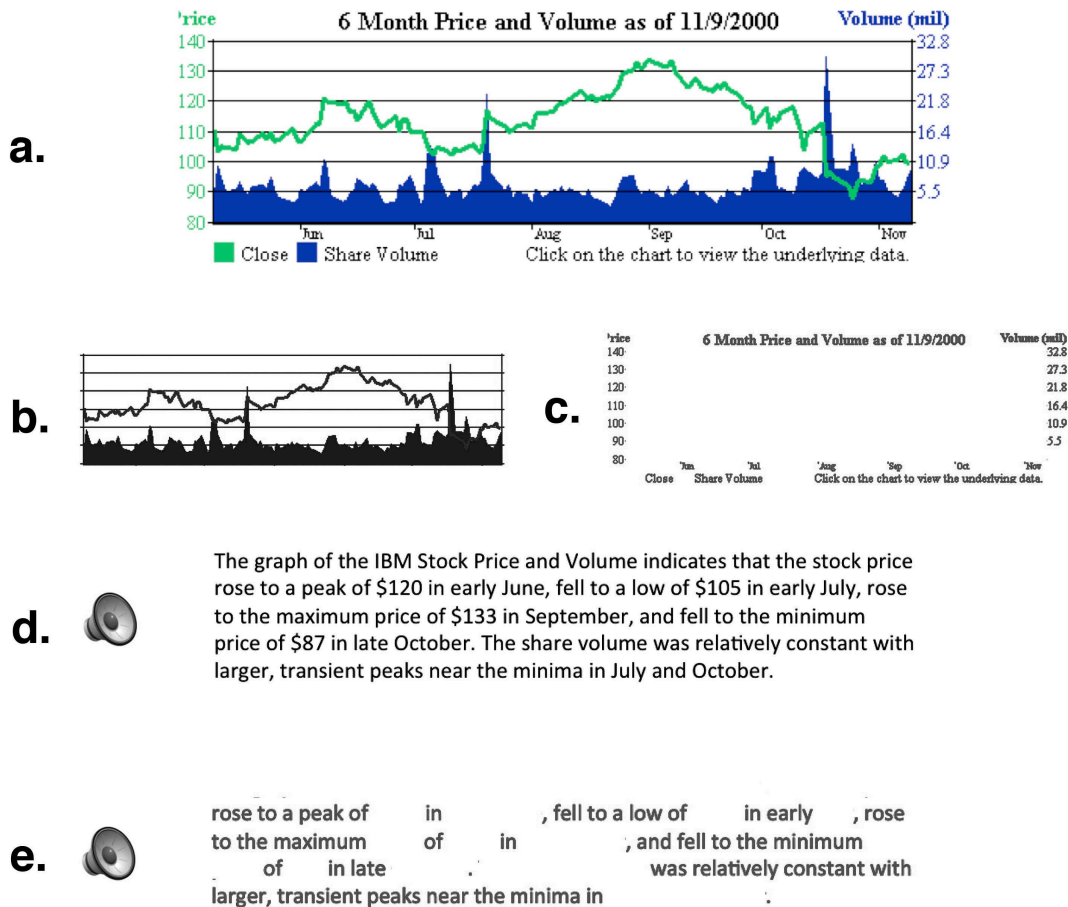 'rice 6 Month Price and Volume as of 11/9/2000 Volume (mil)
140 32.8
130 27.3
120 21.8
a.
110 16.4
100 10.9
90 5.5
80
Jun Jul Aug Sep Oct Nov
Close Share Volume Click on the chart to view the underlying data.
b.
c.
'rice 6 Month Price and Volume as of 11/9/2000 Volume (mil)
140 32.8
130 27.3
120 21.8
110 16.4
100 10.9
90 5.5
80
Jun Jul Aug Sep Oct Nov
Close Share Volume Click on the chart to view the underlying data.
d.
The graph of the IBM Stock Price and Volume indicates that the stock price
rose to a peak of $120 in early June, fell to a low of $105 in early July, rose
to the maximum price of $133 in September, and fell to the minimum
price of $87 in late October. The share volume was relatively constant with
larger, transient peaks near the minima in July and October.
e.
rose to a peak of in , fell to a low of in early , rose
to the maximum of in , and fell to the minimum
of in late . was relatively constant with
larger, transient peaks near the minima in .